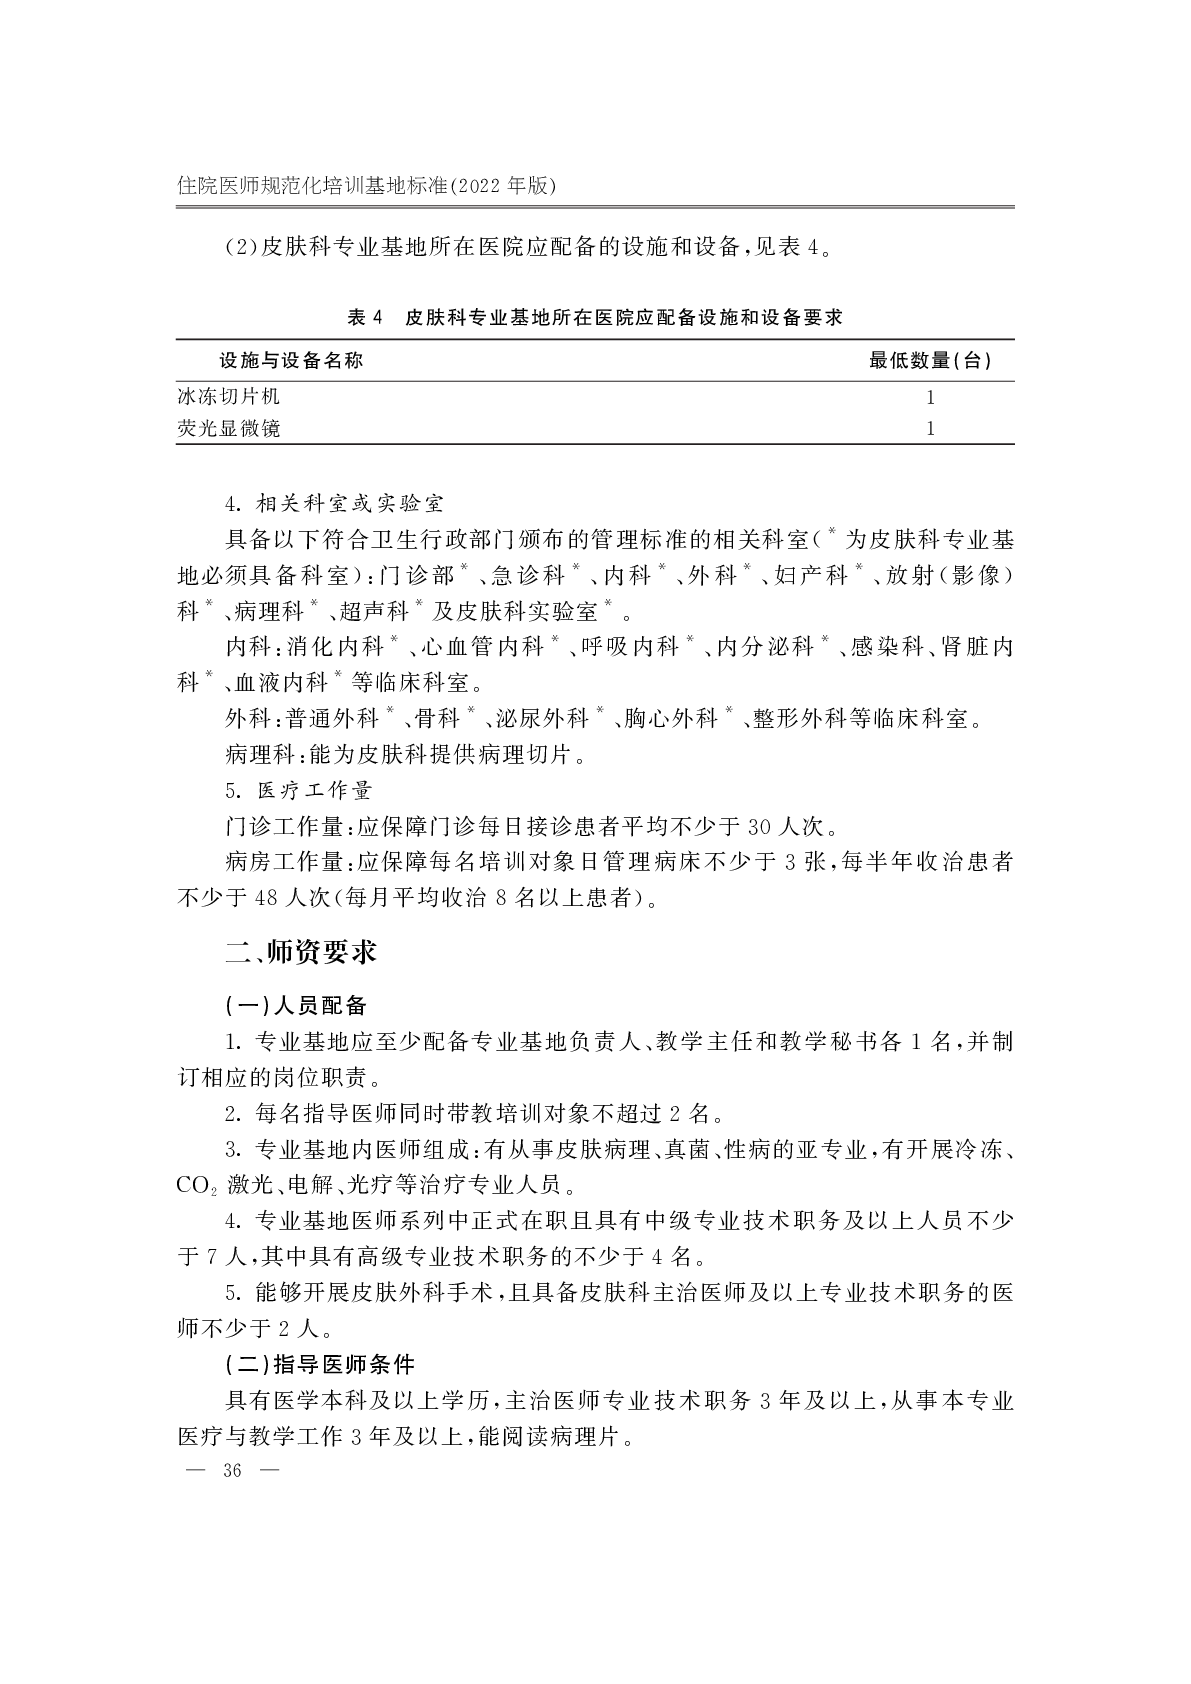 住院医师规范化培训基地标准(2022 年版)
(2)皮肤科专业基地所在医院应配备的设施和设备,见表 4。
表 4　皮肤科专业基地所在医院应配备设施和设备要求
设施与设备名称　最低数量(台)
冰冻切片机　1
荧光显微镜　1
4. 相关科室或实验室
具备以下符合卫生行政部门颁布的管理标准的相关科室(* 为皮肤科专业基
地必须具备科室):门诊部*、急诊科*、内科*、外科*、妇产科*、放射(影像)
科*、病理科*、超声科* 及皮肤科实验室*。
内科:消化内科*、心血管内科*、呼吸内科*、内分泌科*、感染科、肾脏内
科*、血液内科* 等临床科室。
外科:普通外科*、骨科*、泌尿外科*、胸心外科*、整形外科等临床科室。
病理科:能为皮肤科提供病理切片。
5. 医疗工作量
门诊工作量:应保障门诊每日接诊患者平均不少于 30 人次。
病房工作量:应保障每名培训对象日管理病床不少于 3 张,每半年收治患者
不少于 48 人次(每月平均收治 8 名以上患者)。
二、师资要求
(一)人员配备
1. 专业基地应至少配备专业基地负责人、教学主任和教学秘书各 1 名,并制
订相应的岗位职责。
2. 每名指导医师同时带教培训对象不超过 2 名。
3. 专业基地内医师组成:有从事皮肤病理、真菌、性病的亚专业,有开展冷冻、
CO₂ 激光、电解、光疗等治疗专业人员。
4. 专业基地医师系列中正式在职且具有中级专业技术职务及以上人员不少
于 7 人,其中具有高级专业技术职务的不少于 4 名。
5. 能够开展皮肤外科手术,且具备皮肤科主治医师及以上专业技术职务的医
师不少于 2 人。
(二)指导医师条件
具有医学本科及以上学历,主治医师专业技术职务 3 年及以上,从事本专业
医疗与教学工作 3 年及以上,能阅读病理片。
— 36 —